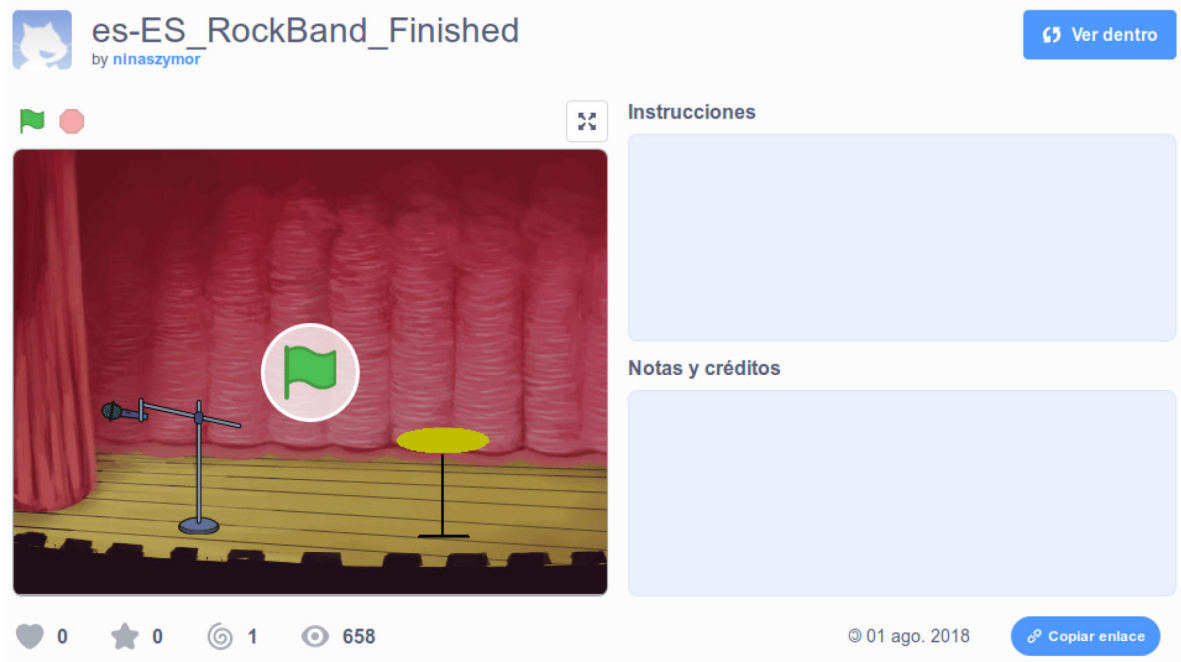 es-ES_RockBand_Finished
by ninaszymor
Ver dentro
Instrucciones
Notas y créditos
0
0
1
658
© 01 ago. 2018
Copiar enlace